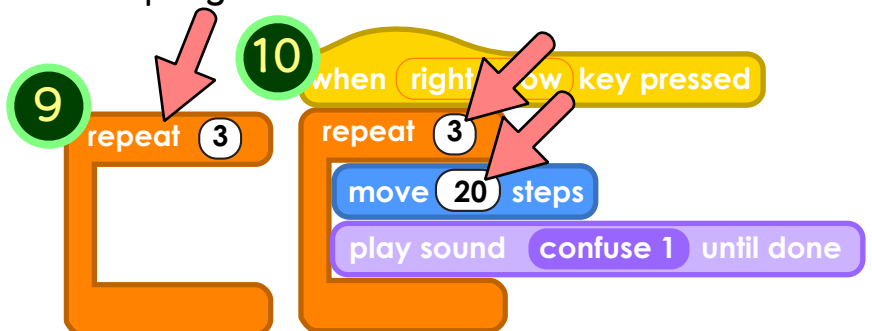 9
repeat 3
10
when right ow key pressed
repeat 3
move 20 steps
play sound confuse 1 until done